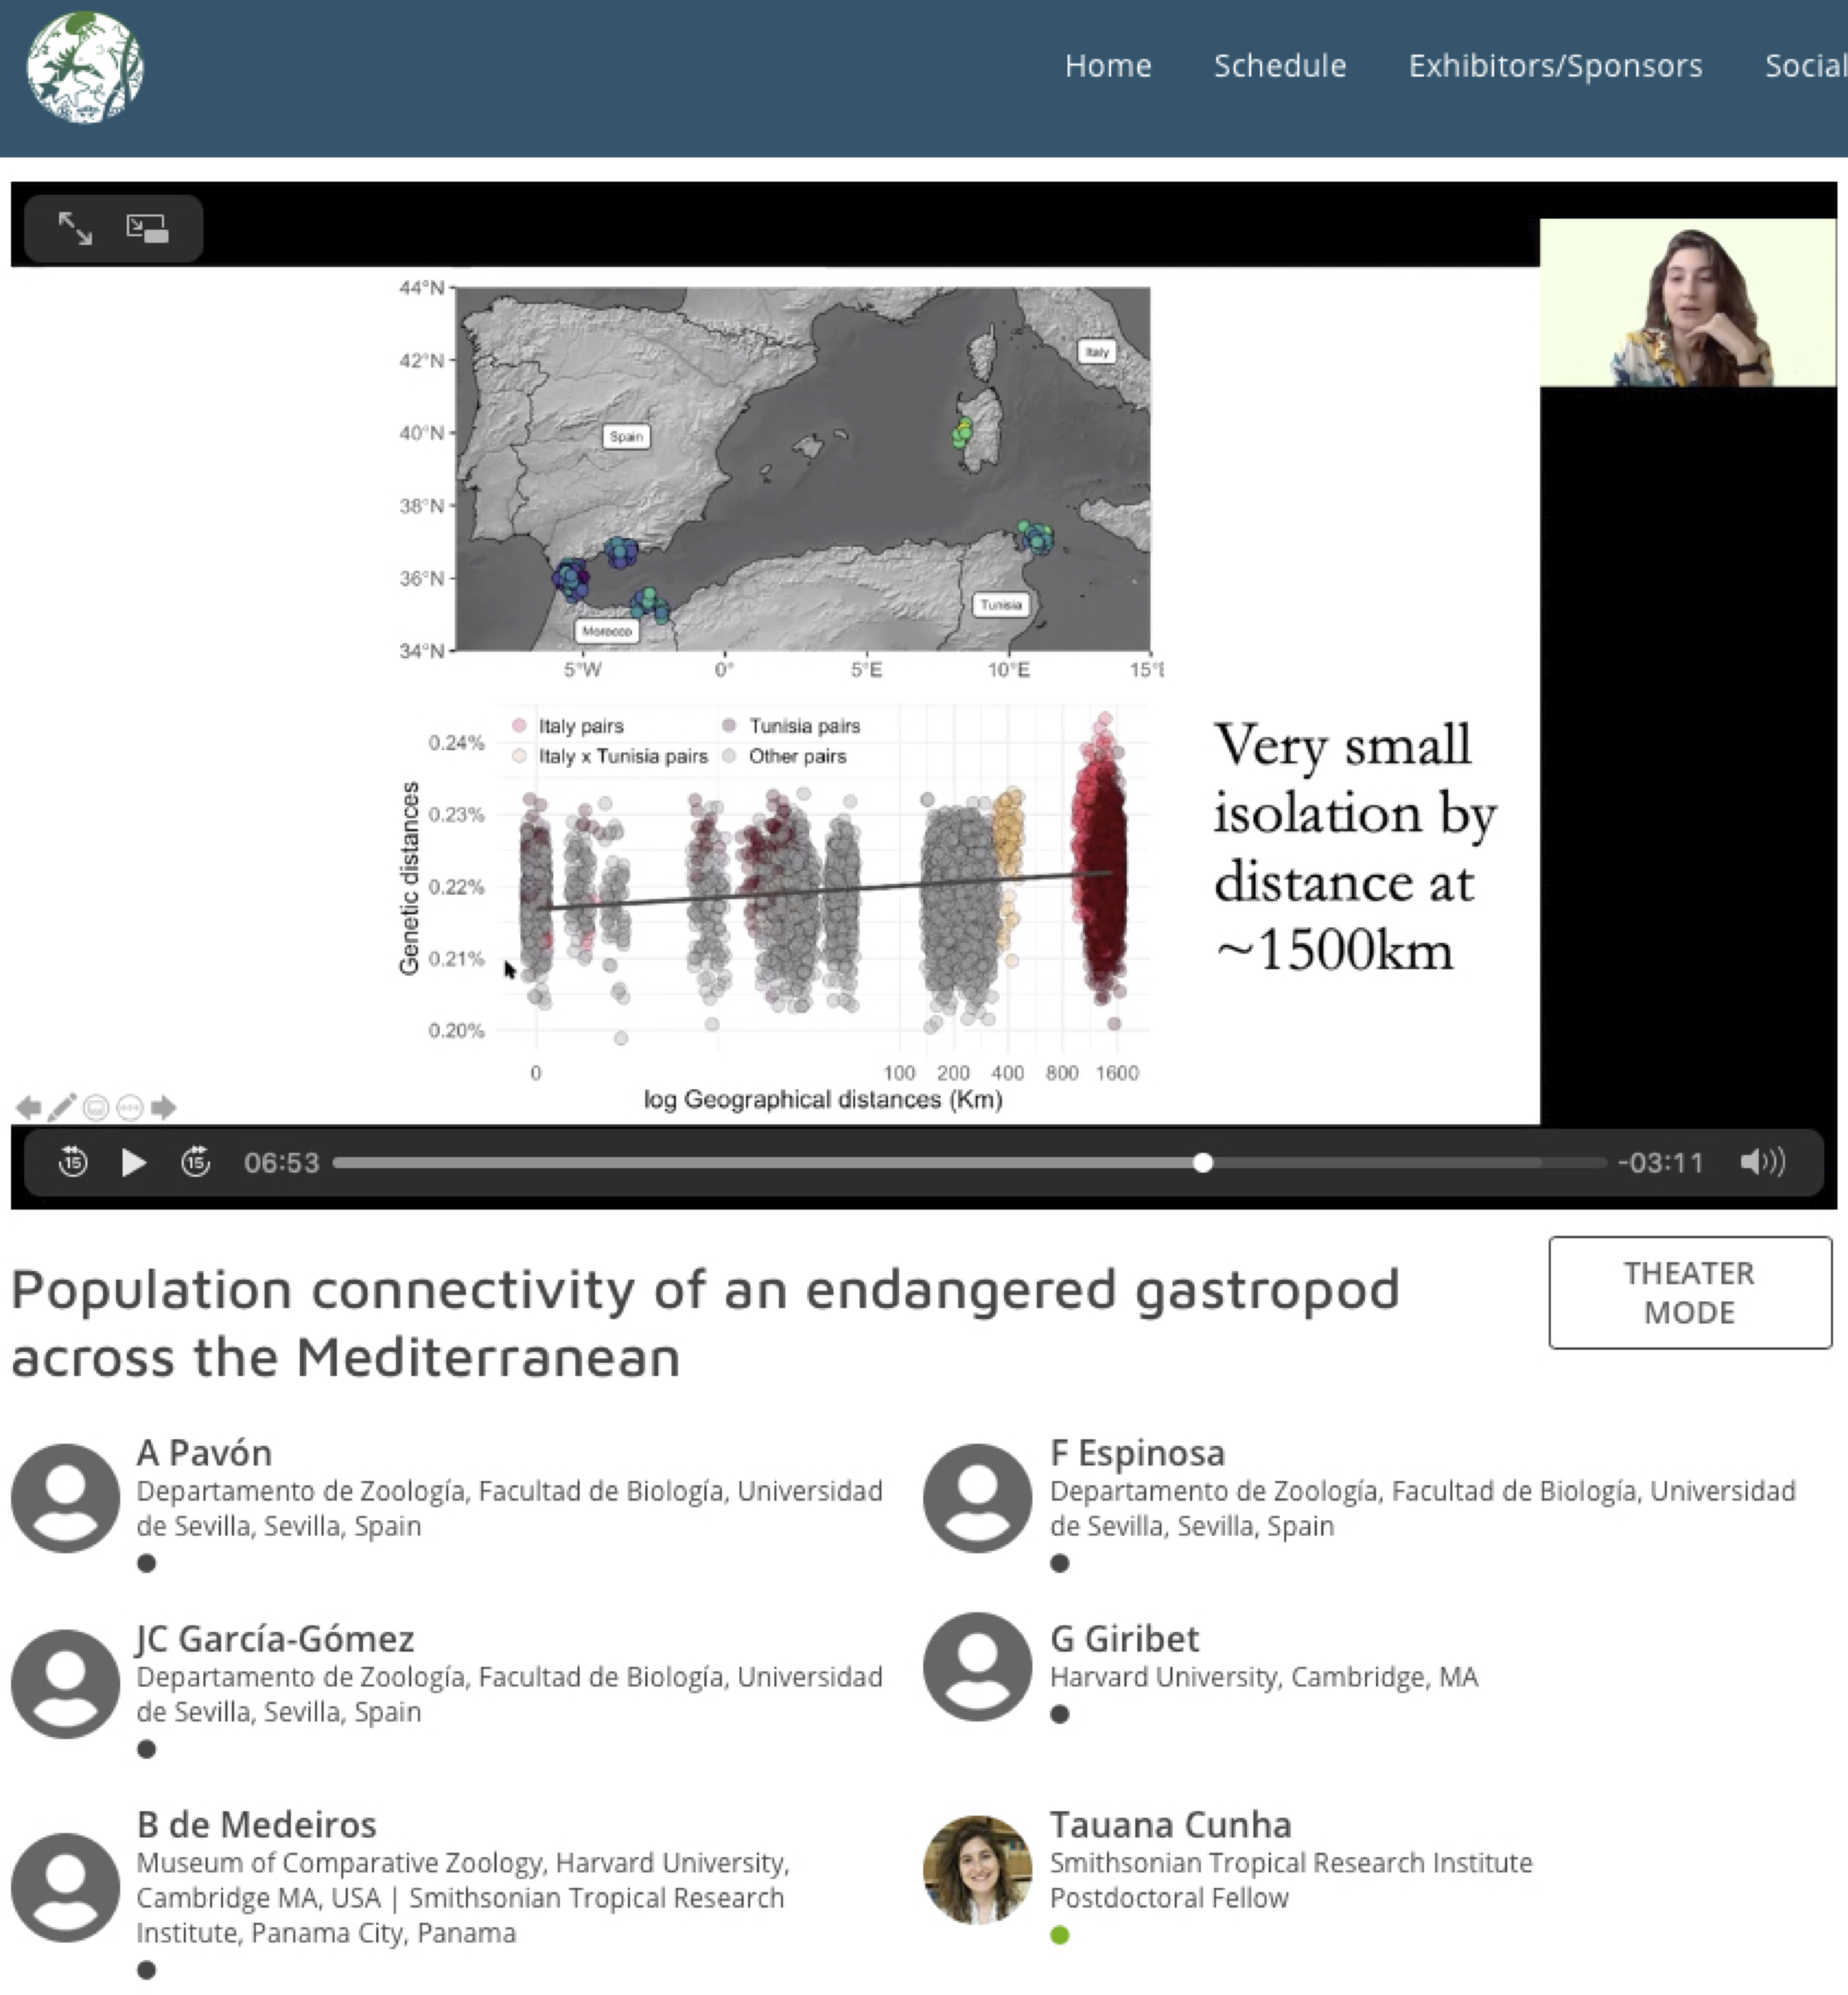 Home Schedule Exhibitors/Sponsors Social
44°N
42°N
40°N
38°N
36°N
34°N
Italy
Spain
Tunisia
Morocco
5°W 0° 5°E 10°E 15°E
Italy pairs Tunisia pairs
Italy x Tunisia pairs Other pairs
Genetic distances
0.24%
0.23%
0.22%
0.21%
0.20%
0 100 200 400 800 1600
log Geographical distances (Km)
Very small
isolation by
distance at
~1500km
15 15 06:53 -03:11
Population connectivity of an endangered gastropod
across the Mediterranean
THEATER
MODE
A Pavón
Departamento de Zoología, Facultad de Biología, Universidad
de Sevilla, Sevilla, Spain
F Espinosa
Departamento de Zoología, Facultad de Biología, Universidad
de Sevilla, Sevilla, Spain
JC García-Gómez
Departamento de Zoología, Facultad de Biología, Universidad
de Sevilla, Sevilla, Spain
G Giribet
Harvard University, Cambridge, MA
B de Medeiros
Museum of Comparative Zoology, Harvard University,
Cambridge MA, USA | Smithsonian Tropical Research
Institute, Panama City, Panama
Tauana Cunha
Smithsonian Tropical Research Institute
Postdoctoral Fellow